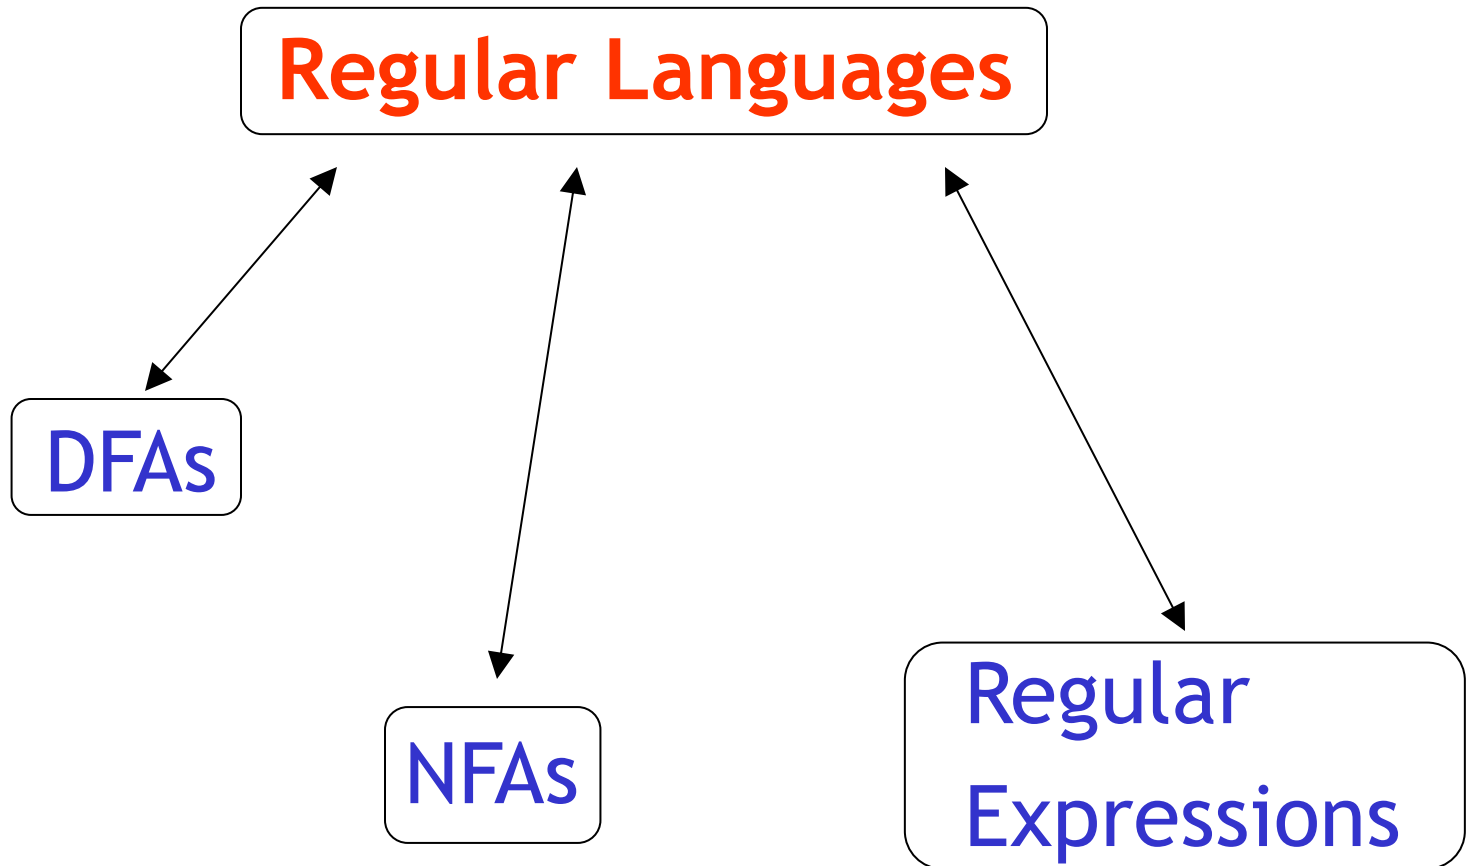 Regular Languages
DFAs
NFAs
Regular
Expressions